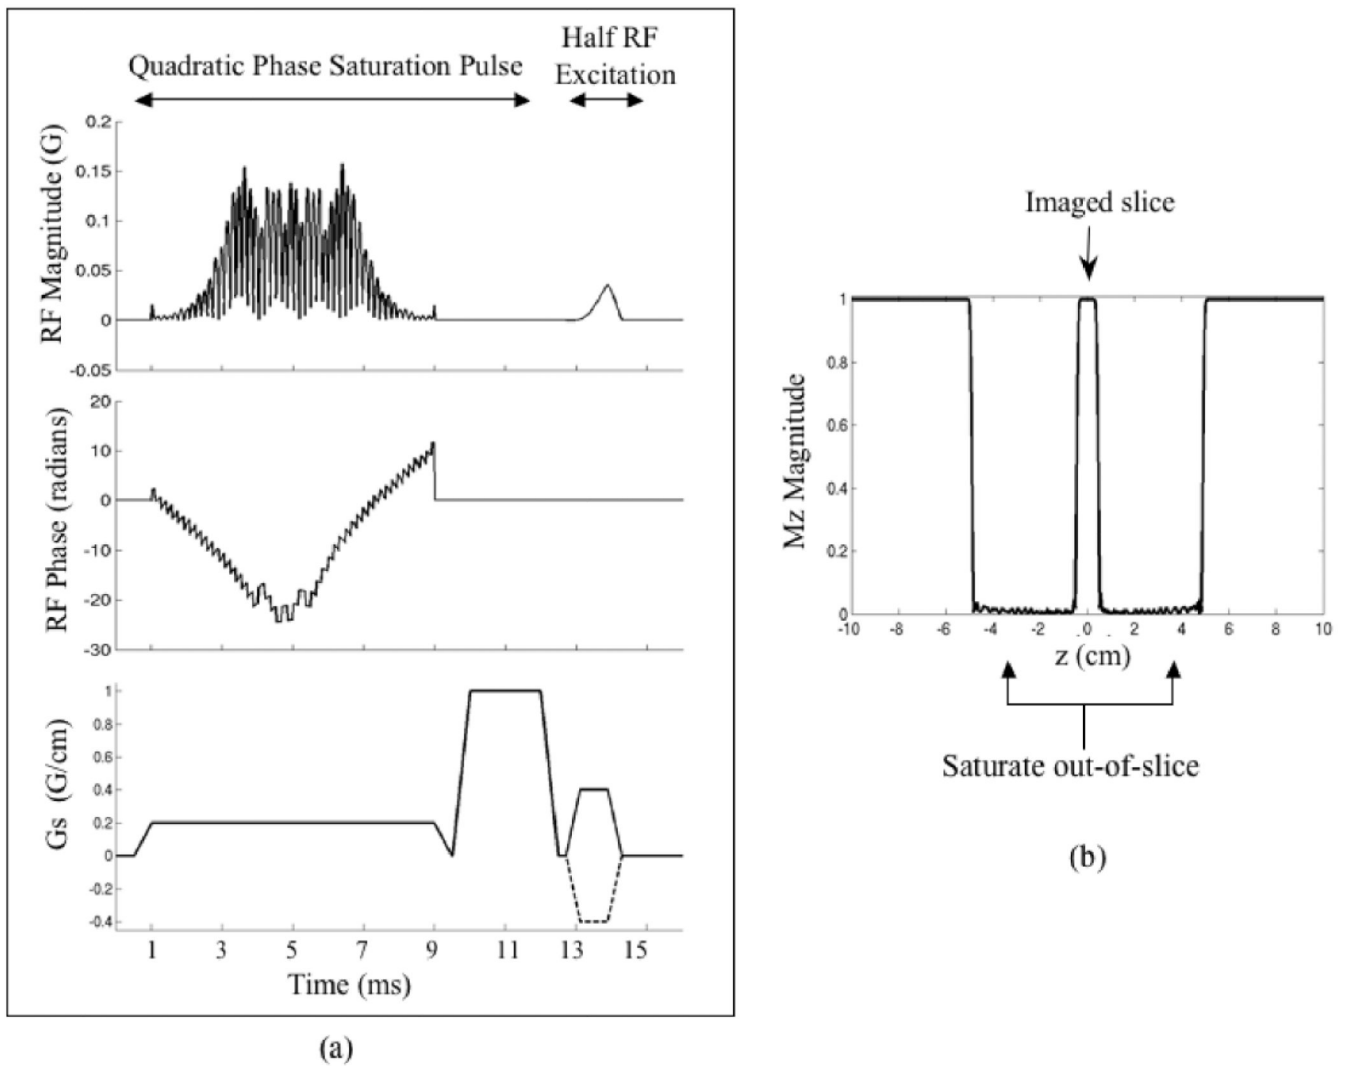 Quadratic Phase Saturation Pulse
Half RF
Excitation
RF Magnitude (G)
0.2
0.15
0.1
0.05
0
-0.05
RF Phase (radians)
20
10
0
-10
-20
-30
Gs (G/cm)
1
0.8
0.6
0.4
0.2
0
-0.2
-0.4
1 3 5 7 9 11 13 15
Time (ms)
(a)
Imaged slice
Mz Magnitude
1
0.8
0.6
0.4
0.2
0
-10 -8 -6 -4 -2 0 2 4 6 8 10
z (cm)
Saturate out-of-slice
(b)